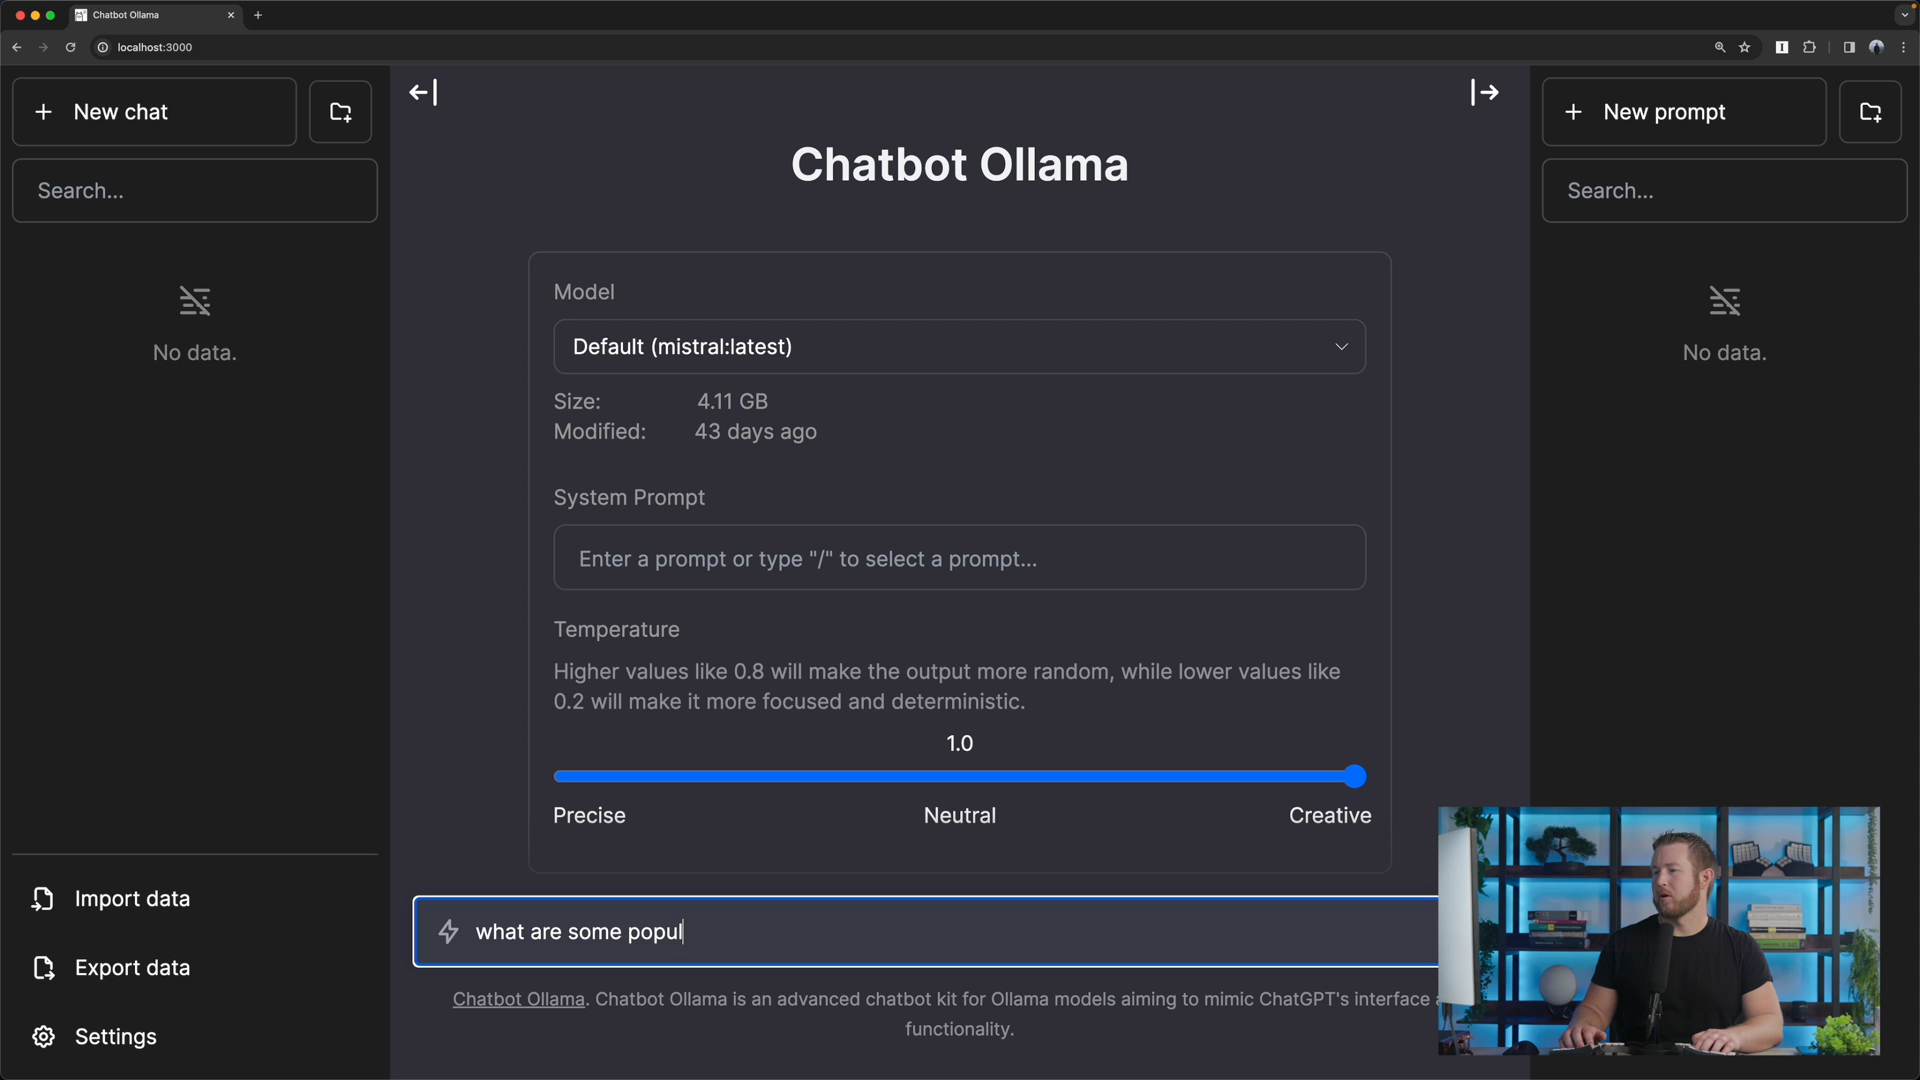 Chatbot Ollama
localhost:3000
New chat
Search...
No data.
Import data
Export data
Settings
Chatbot Ollama
Model
Default (mistral:latest)
Size: 4.11 GB
Modified: 43 days ago
System Prompt
Enter a prompt or type "/" to select a prompt...
Temperature
Higher values like 0.8 will make the output more random, while lower values like
0.2 will make it more focused and deterministic.
1.0
Precise Neutral Creative
what are some popul
Chatbot Ollama. Chatbot Ollama is an advanced chatbot kit for Ollama models aiming to mimic ChatGPT's interface
functionality.
New prompt
Search...
No data.